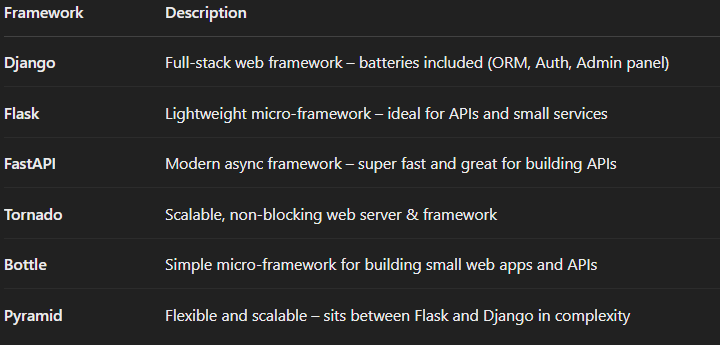 Framework Description
Django Full-stack web framework – batteries included (ORM, Auth, Admin panel)
Flask Lightweight micro-framework – ideal for APIs and small services
FastAPI Modern async framework – super fast and great for building APIs
Tornado Scalable, non-blocking web server & framework
Bottle Simple micro-framework for building small web apps and APIs
Pyramid Flexible and scalable – sits between Flask and Django in complexity